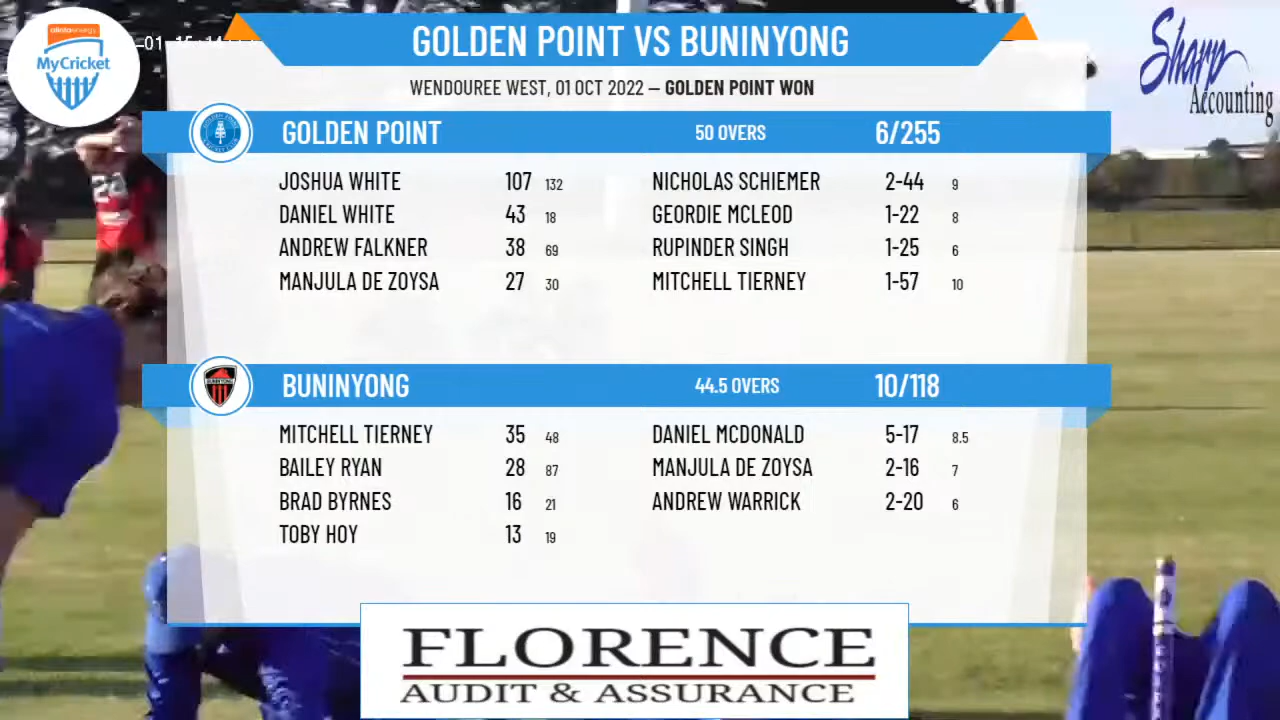 alintaenergy
MyCricket
GOLDEN POINT VS BUNINYONG
Sharp
Accounting
WENDOUREE WEST, 01 OCT 2022 – GOLDEN POINT WON
GOLDEN POINT 50 OVERS 6/255
JOSHUA WHITE 107 132 NICHOLAS SCHIEMER 2-44 9
DANIEL WHITE 43 18 GEORDIE MCLEOD 1-22 8
ANDREW FALKNER 38 69 RUPINDER SINGH 1-25 6
MANJULA DE ZOYSA 27 30 MITCHELL TIERNEY 1-57 10
BUNINYONG 44.5 OVERS 10/118
MITCHELL TIERNEY 35 48 DANIEL MCDONALD 5-17 8.5
BAILEY RYAN 28 87 MANJULA DE ZOYSA 2-16 7
BRAD BYRNES 16 21 ANDREW WARRICK 2-20 6
TOBY HOY 13 19
FLORENCE
AUDIT & ASSURANCE